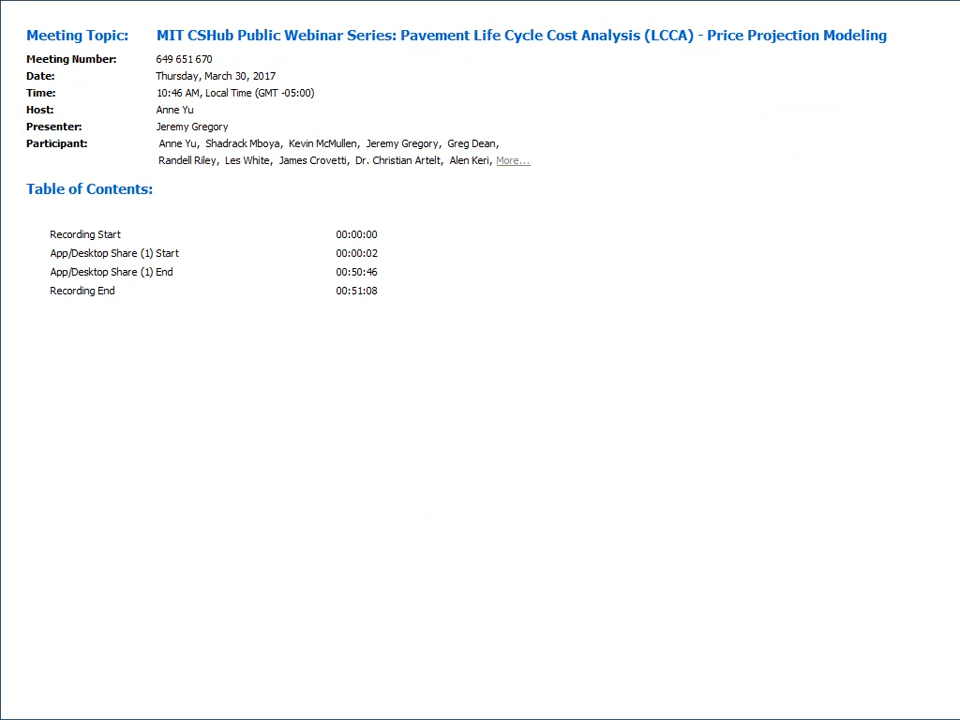 Meeting Topic: MIT CSHub Public Webinar Series: Pavement Life Cycle Cost Analysis (LCCA) - Price Projection Modeling
Meeting Number: 649 651 670
Date: Thursday, March 30, 2017
Time: 10:46 AM, Local Time (GMT -05:00)
Host: Anne Yu
Presenter: Jeremy Gregory
Participant: Anne Yu, Shadrack Mboya, Kevin McMullen, Jeremy Gregory, Greg Dean,
Randell Riley, Les White, James Crovetti, Dr. Christian Artelt, Alen Keri, More...
Table of Contents:
Recording Start 00:00:00
App/Desktop Share (1) Start 00:00:02
App/Desktop Share (1) End 00:50:46
Recording End 00:51:08